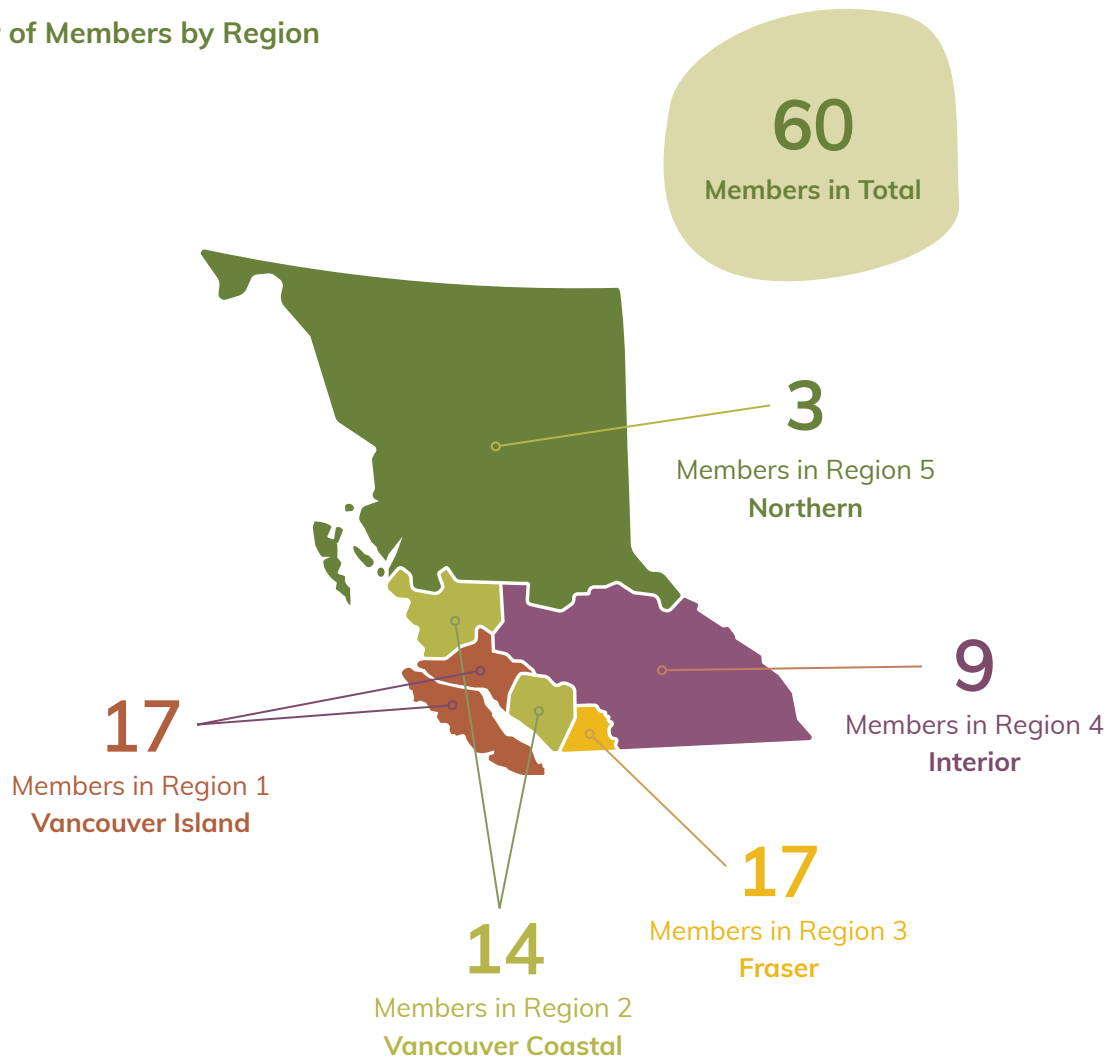 of Members by Region
60
Members in Total
3
Members in Region 5
Northern
9
Members in Region 4
Interior
17
Members in Region 1
Vancouver Island
17
Members in Region 3
Fraser
14
Members in Region 2
Vancouver Coastal